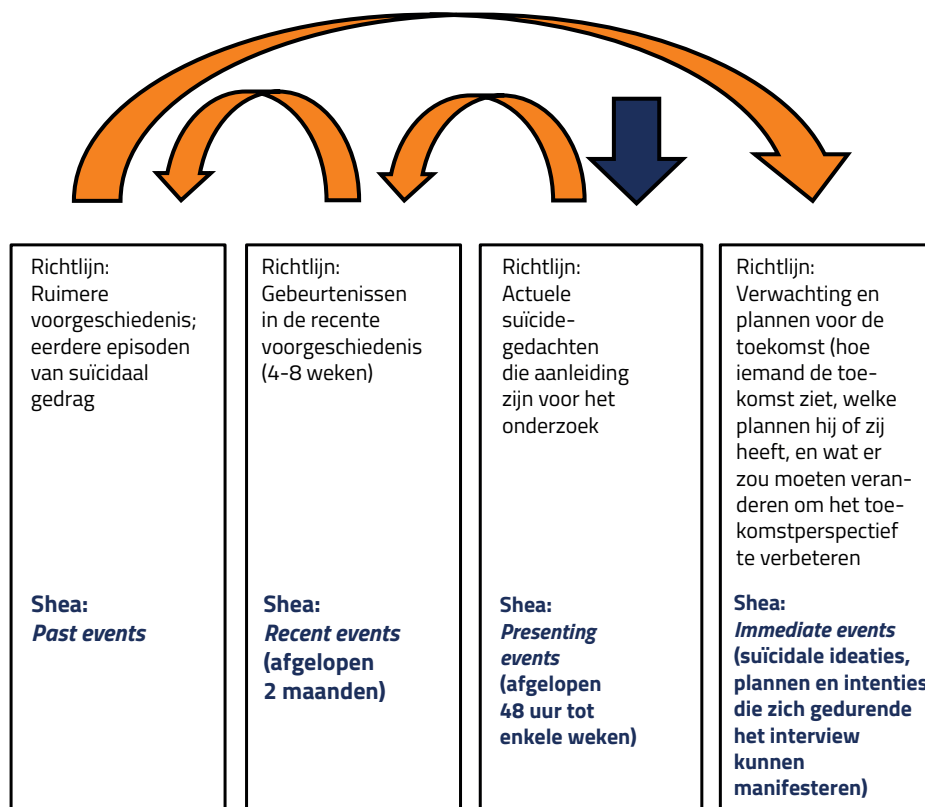 Richtlijn:
Ruimere
voorgeschiedenis;
eerdere episoden
van suïcidaal
gedrag
Shea:
Past events
Richtlijn:
Gebeurtenissen
in de recente
voorgeschiedenis
(4-8 weken)
Shea:
Recent events
(afgelopen
2 maanden)
Richtlijn:
Actuele
suïcide-
gedachten
die aanleiding
zijn voor het
onderzoek
Shea:
Presenting
events
(afgelopen
48 uur tot
enkele weken)
Richtlijn:
Verwachting en
plannen voor de
toekomst (hoe
iemand de toe-
komst ziet, welke
plannen hij of zij
heeft, en wat er
zou moeten veran-
deren om het toe-
komstperspectief
te verbeteren
Shea:
Immediate events
(suïcidale ideaties,
plannen en intenties
die zich gedurende
het interview
kunnen
manifesteren)